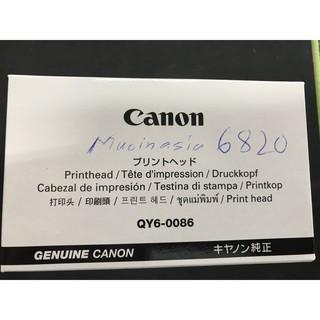 Canon
Mucinasia 6820
プリントヘッド
Printhead / Tête d'impression / Druckkopf
Cabezal de impresión / Testina di stampa / Printkop
打印头 / 印刷頭 / 프린트 헤드 / ชุดแม่พิมพ์ / Print head
QY6-0086
GENUINE CANON
キヤノン純正